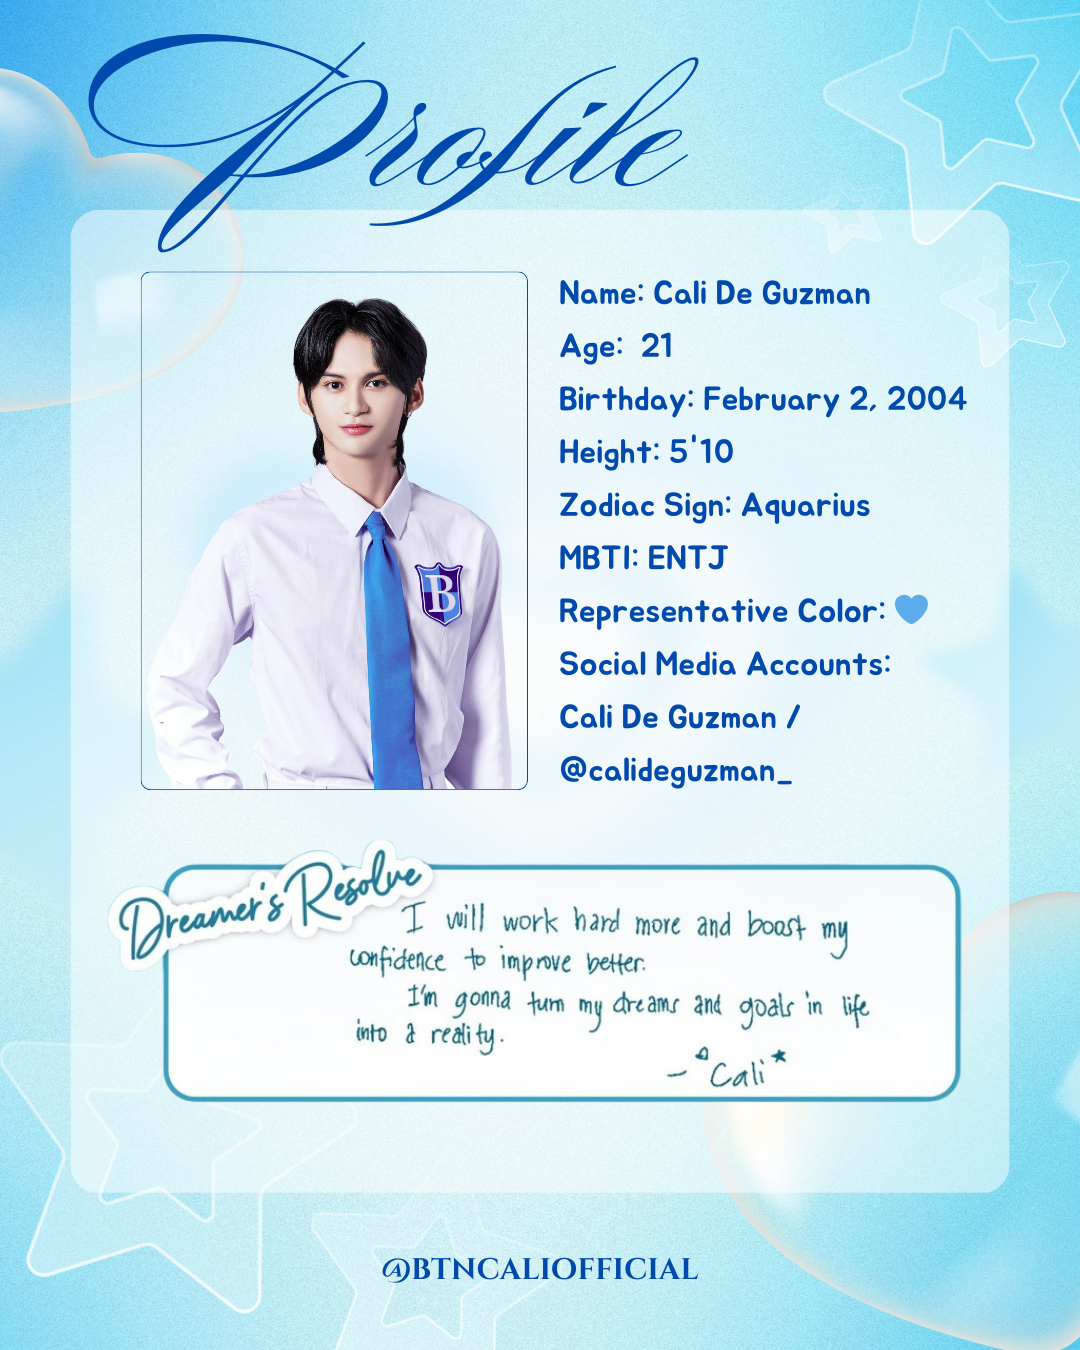 Profile
Name: Cali De Guzman
Age: 21
Birthday: February 2, 2004
Height: 5'10
Zodiac Sign: Aquarius
MBTI: ENTJ
Representative Color:
Social Media Accounts:
Cali De Guzman /
@calideguzman_
B
Dreamer's Resolve
I will work hard more and boost my
confidence to improve better.
I'm gonna turn my dreams and goals in life
into a reality.
- Cali
@BTNCALIOFFICIAL